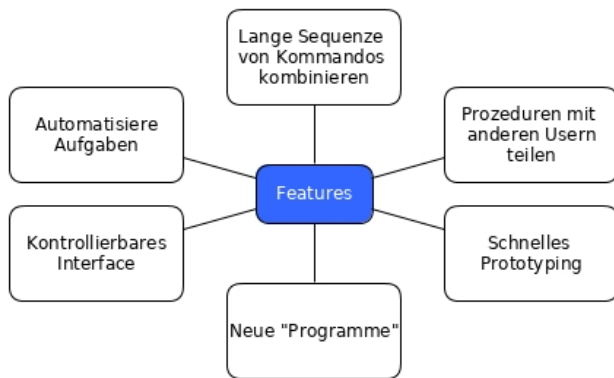 Lange Sequenze
von Kommandos
kombinieren
Automatisiere
Aufgaben
Prozeduren mit
anderen Usern
teilen
Features
Kontrollierbares
Interface
Schnelles
Prototyping
Neue "Programme"